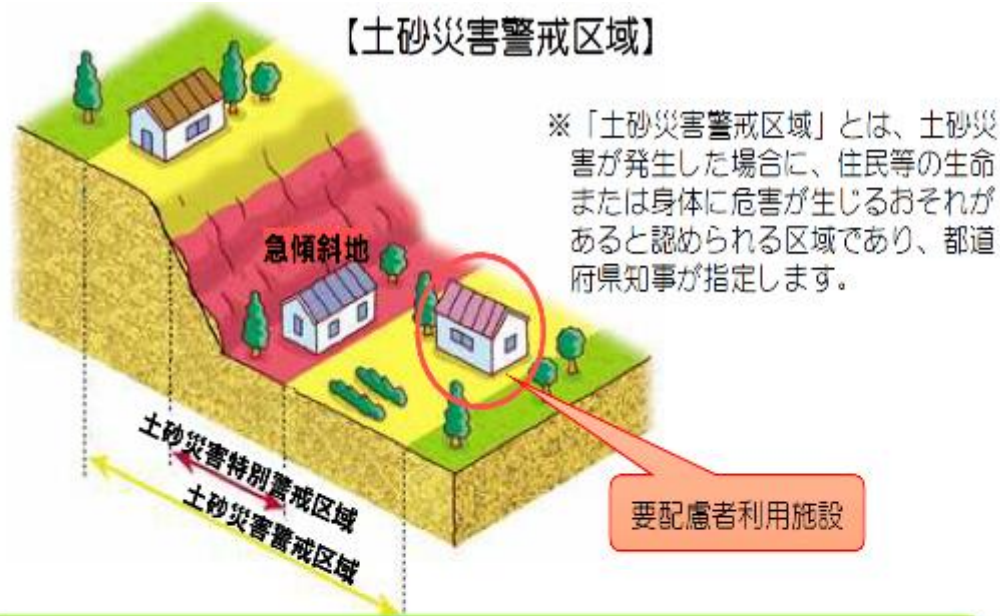 【土砂災害警戒区域】
※「土砂災害警戒区域」とは、土砂災
害が発生した場合に、住民等の生命
または身体に危害が生じるおそれが
あると認められる区域であり、都道
府県知事が指定します。
急傾斜地
土砂災害特別警戒区域
土砂災害警戒区域
要配慮者利用施設